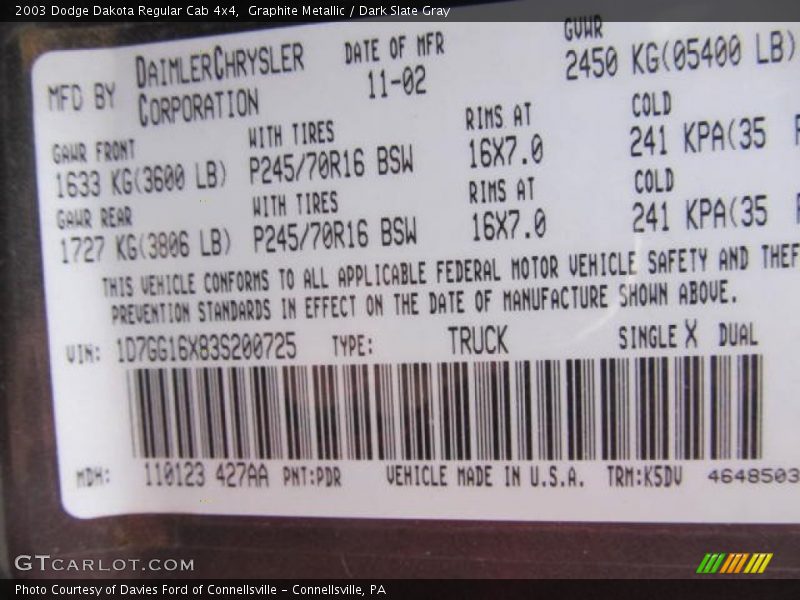 2003 Dodge Dakota Regular Cab 4x4,  Graphite Metallic / Dark Slate Gray
MFD BY DAIMLERCHRYSLER CORPORATION
DATE OF MFR
11-02
GVWR
2450 KG(05400 LB)
GAWR FRONT
1633 KG(3600 LB)
WITH TIRES
P245/70R16 BSW
RIMS AT
16X7.0
COLD
241 KPA(35
GAWR REAR
1727 KG(3806 LB)
WITH TIRES
P245/70R16 BSW
RIMS AT
16X7.0
COLD
241 KPA(35
THIS VEHICLE CONFORMS TO ALL APPLICABLE FEDERAL MOTOR VEHICLE SAFETY AND THEF
PREVENTION STANDARDS IN EFFECT ON THE DATE OF MANUFACTURE SHOWN ABOVE.
VIN: 1D7GG16X83S200725 TYPE: TRUCK SINGLE X DUAL
MDH: 110123 427AA PNT:PDR VEHICLE MADE IN U.S.A. TRM:K5DV 4648503
GTCARLOT.COM
Photo Courtesy of Davies Ford of Connellsville – Connellsville, PA